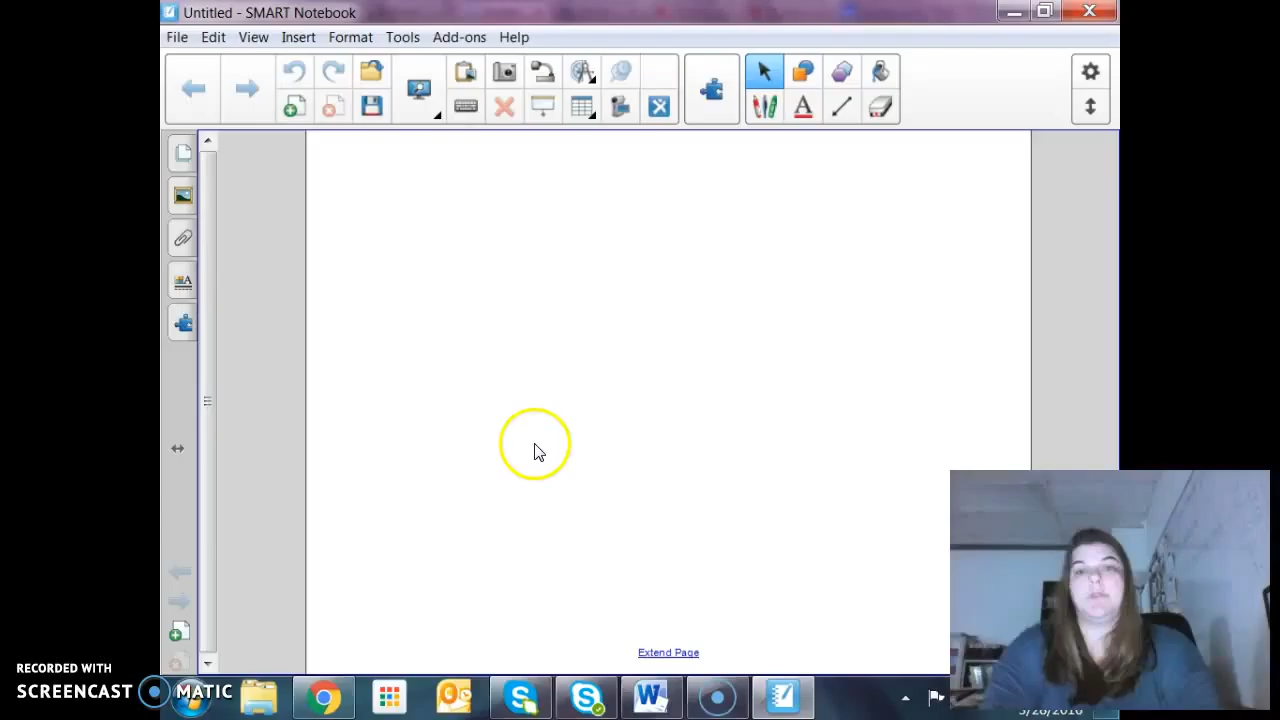 Untitled - SMART Notebook
File Edit View Insert Format Tools Add-ons Help
Extend Page
RECORDED WITH
SCREENCAST MATIC